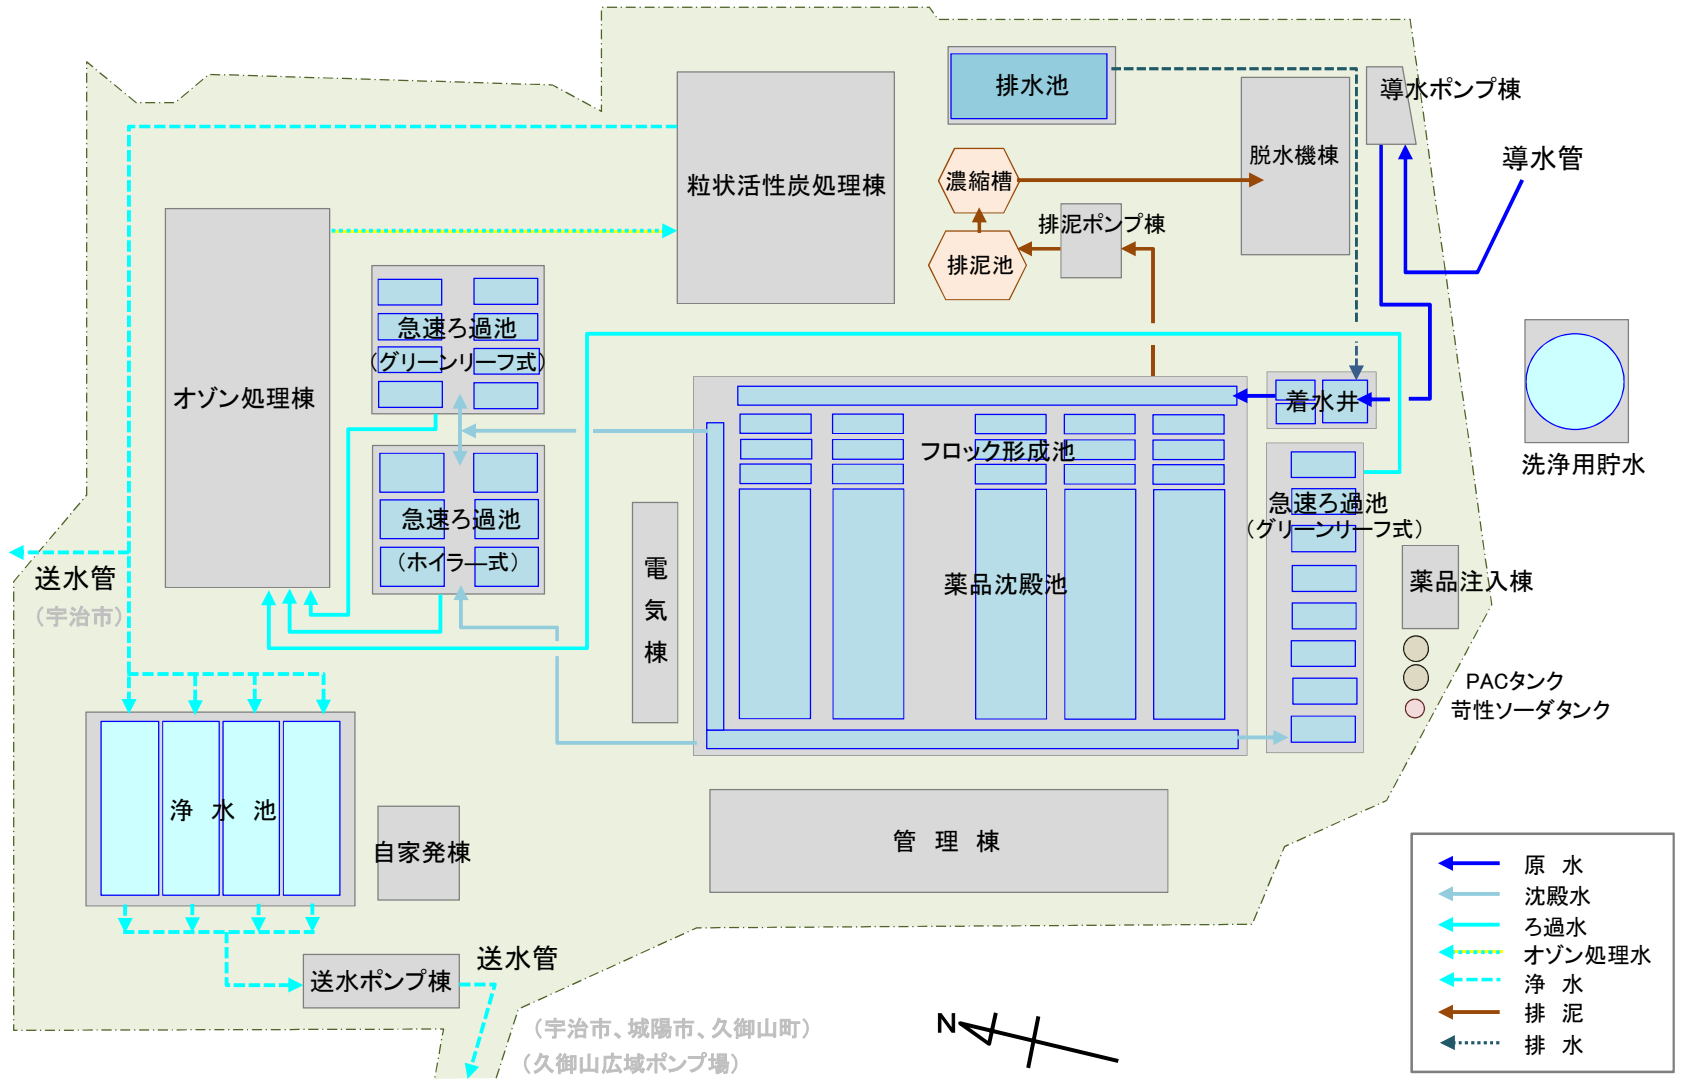 排水池
導水ポンプ棟
脱水機棟
導水管
粒状活性炭処理棟
濃縮槽
排泥ポンプ棟
排泥池
急速ろ過池
（グリーンリーフ式）
オゾン処理棟
着水井
フロック形成池
洗浄用貯水
急速ろ過池
（グリーンリーフ式）
急速ろ過池
（ホイラー式）
電気棟
薬品沈殿池
薬品注入棟
送水管
（宇治市）
PACタンク
苛性ソーダタンク
浄水池
自家発棟
管理棟
送水ポンプ棟
送水管
（宇治市、城陽市、久御山町）
（久御山広域ポンプ場）
N
原水
沈殿水
ろ過水
オゾン処理水
浄水
排泥
排水